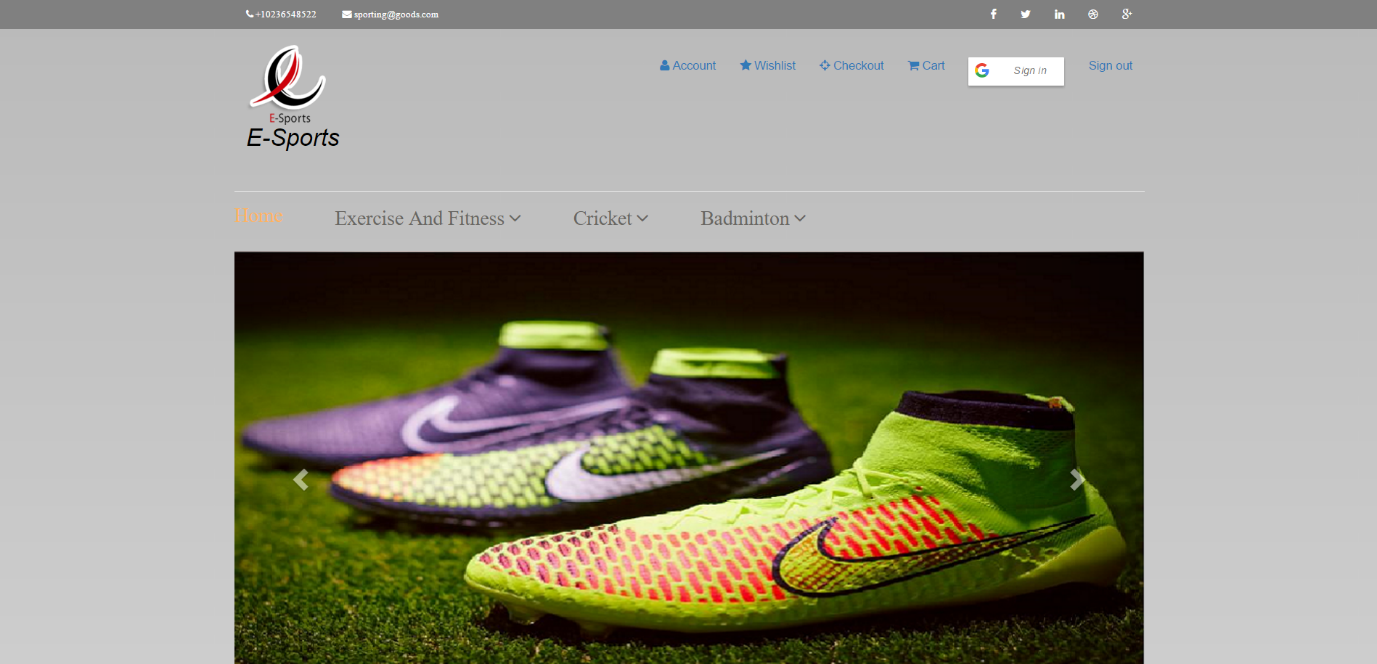 +10236548522 sporting@goods.com
Account Wishlist Checkout Cart Sign in Sign out
E-Sports
E-Sports
Home Exercise And Fitness Cricket Badminton